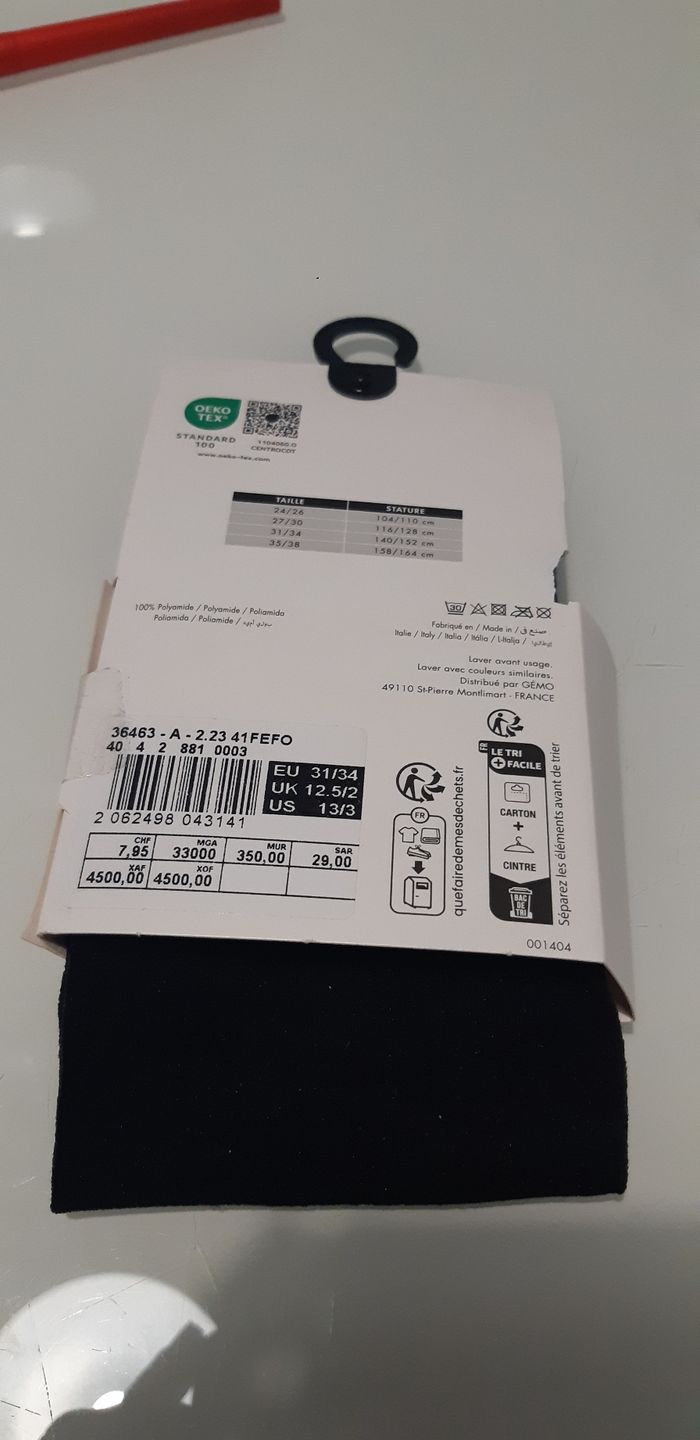 OEKO
TEX®
STANDARD
100
1104060.O
CENTROCOT
www.oeko-tex.com
TAILLE STATURE
24/26 104/110 cm
27/30 116/128 cm
31/34 140/152 cm
35/38 158/164 cm
100% Polyamide / Polyamide / Poliamida
Poliamida / Poliamide /
30
Fabriqué en / Made in / صنع في
Italie / Italy / Italia / Itália / L-Italja /
Laver avant usage.
Laver avec couleurs similaires.
Distribué par GÉMO
49110 St-Pierre Montlimart - FRANCE
36463 - A - 2.23 41FEFO
40 4 2 881 0003
EU 31/34
UK 12.5/2
US 13/3
2 062498 043141
CHF 7,95
MGA 33000
MUR 350,00
SAR 29,00
XAF 4500,00
XOF 4500,00
FR
quefairedemesdechets.fr
FR
LE TRI
+ FACILE
CARTON
+
CINTRE
BAC
DE
TRI
Séparez les éléments avant de trier
001404